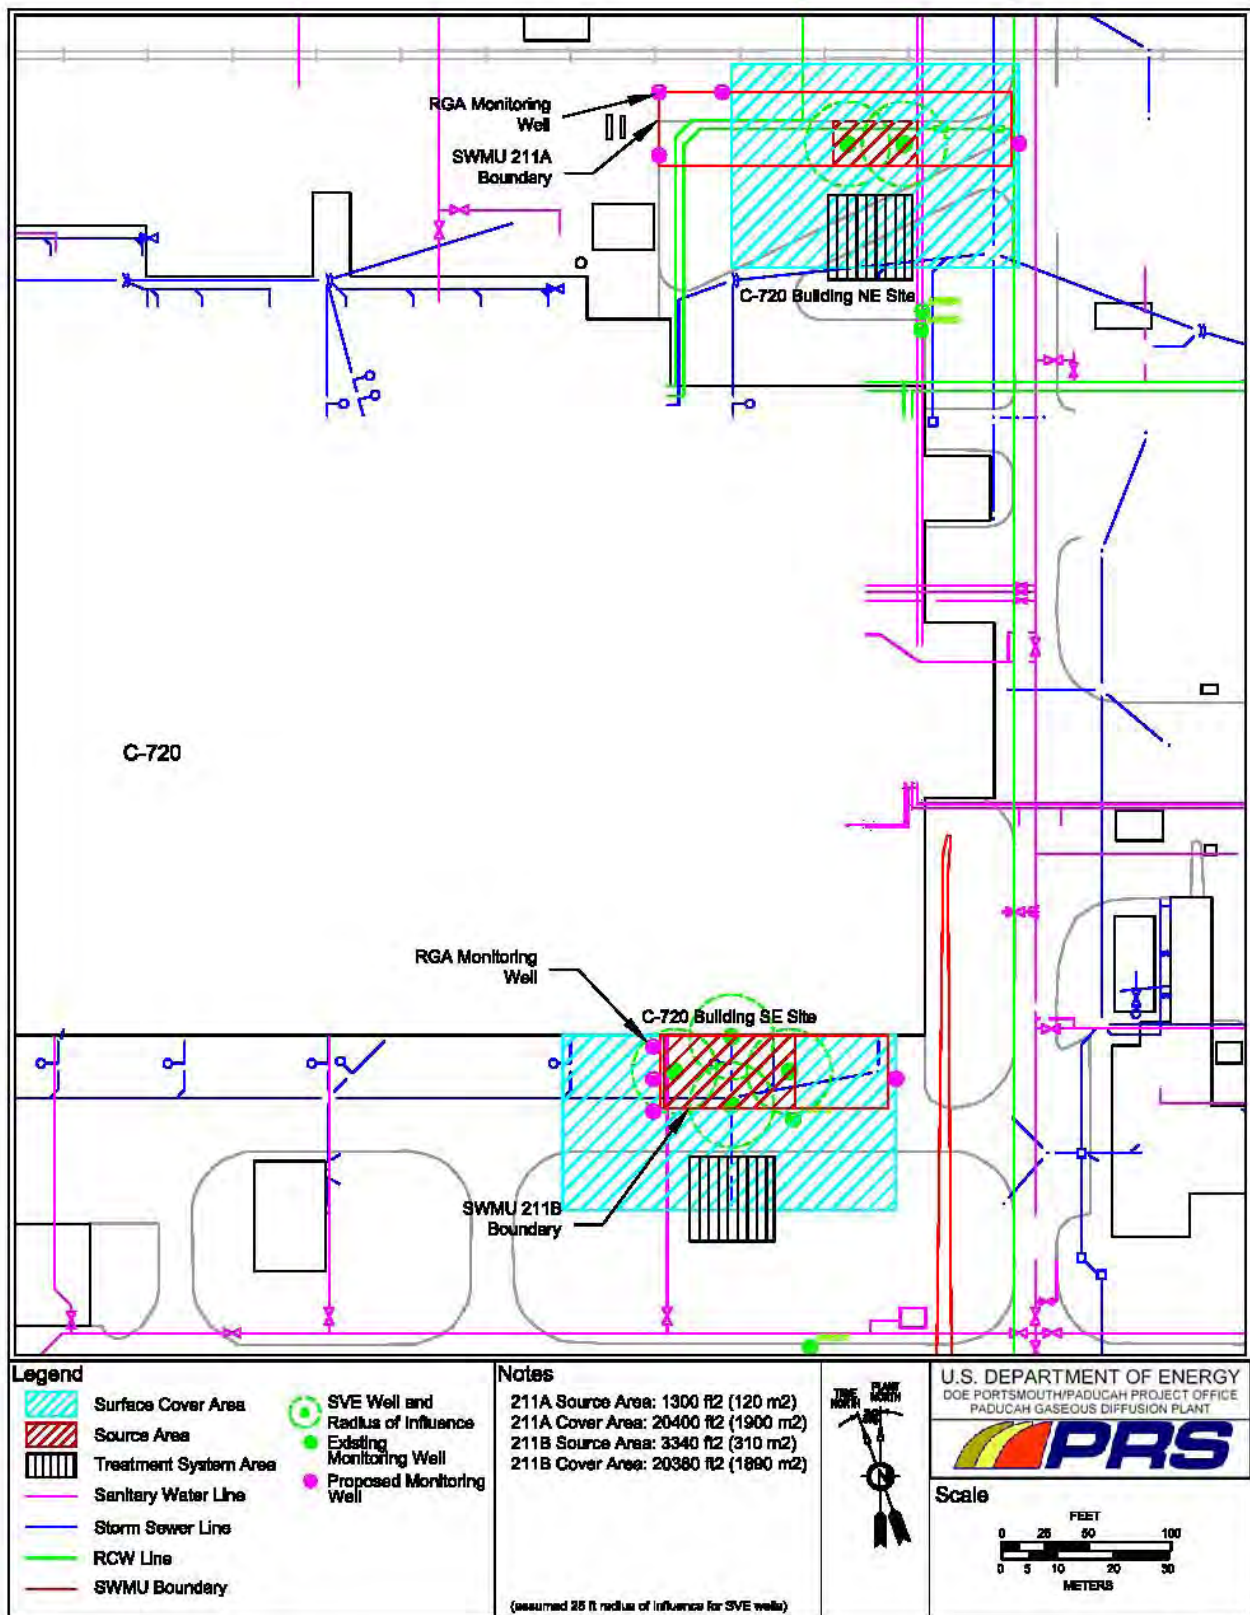 RGA Monitoring
Well
SWMU 211A
Boundary
C-720 Building NE Site
C-720
RGA Monitoring
Well
C-720 Building SE Site
SWMU 211B
Boundary
Legend
Surface Cover Area
Source Area
Treatment System Area
Sanitary Water Line
Storm Sewer Line
RCW Line
SWMU Boundary
SVE Well and
Radius of Influence
Existing
Monitoring Well
Proposed Monitoring
Well
Notes
211A Source Area: 1300 ft2 (120 m2)
211A Cover Area: 20400 ft2 (1900 m2)
211B Source Area: 3340 ft2 (310 m2)
211B Cover Area: 20380 ft2 (1890 m2)
(assumed 25 ft radius of influence for SVE wells)
TRUE
NORTH
PLANT
NORTH
N
U.S. DEPARTMENT OF ENERGY
DOE PORTSMOUTH/PADUCAH PROJECT OFFICE
PADUCAH GASEOUS DIFFUSION PLANT
PRS
Scale
FEET
0 25 50 100
0 5 10 20 30
METERS